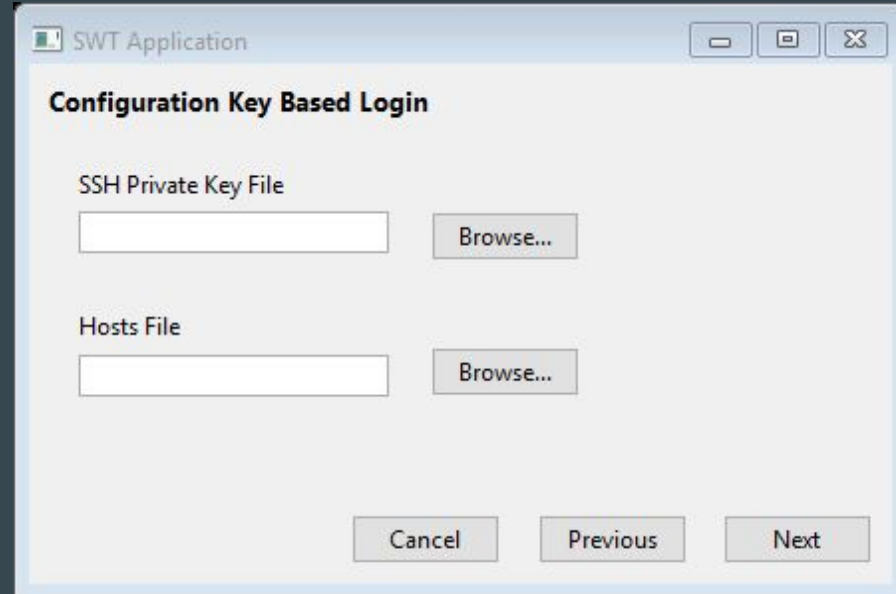 SWT Application
Configuration Key Based Login
SSH Private Key File
Browse...
Hosts File
Browse...
Cancel Previous Next